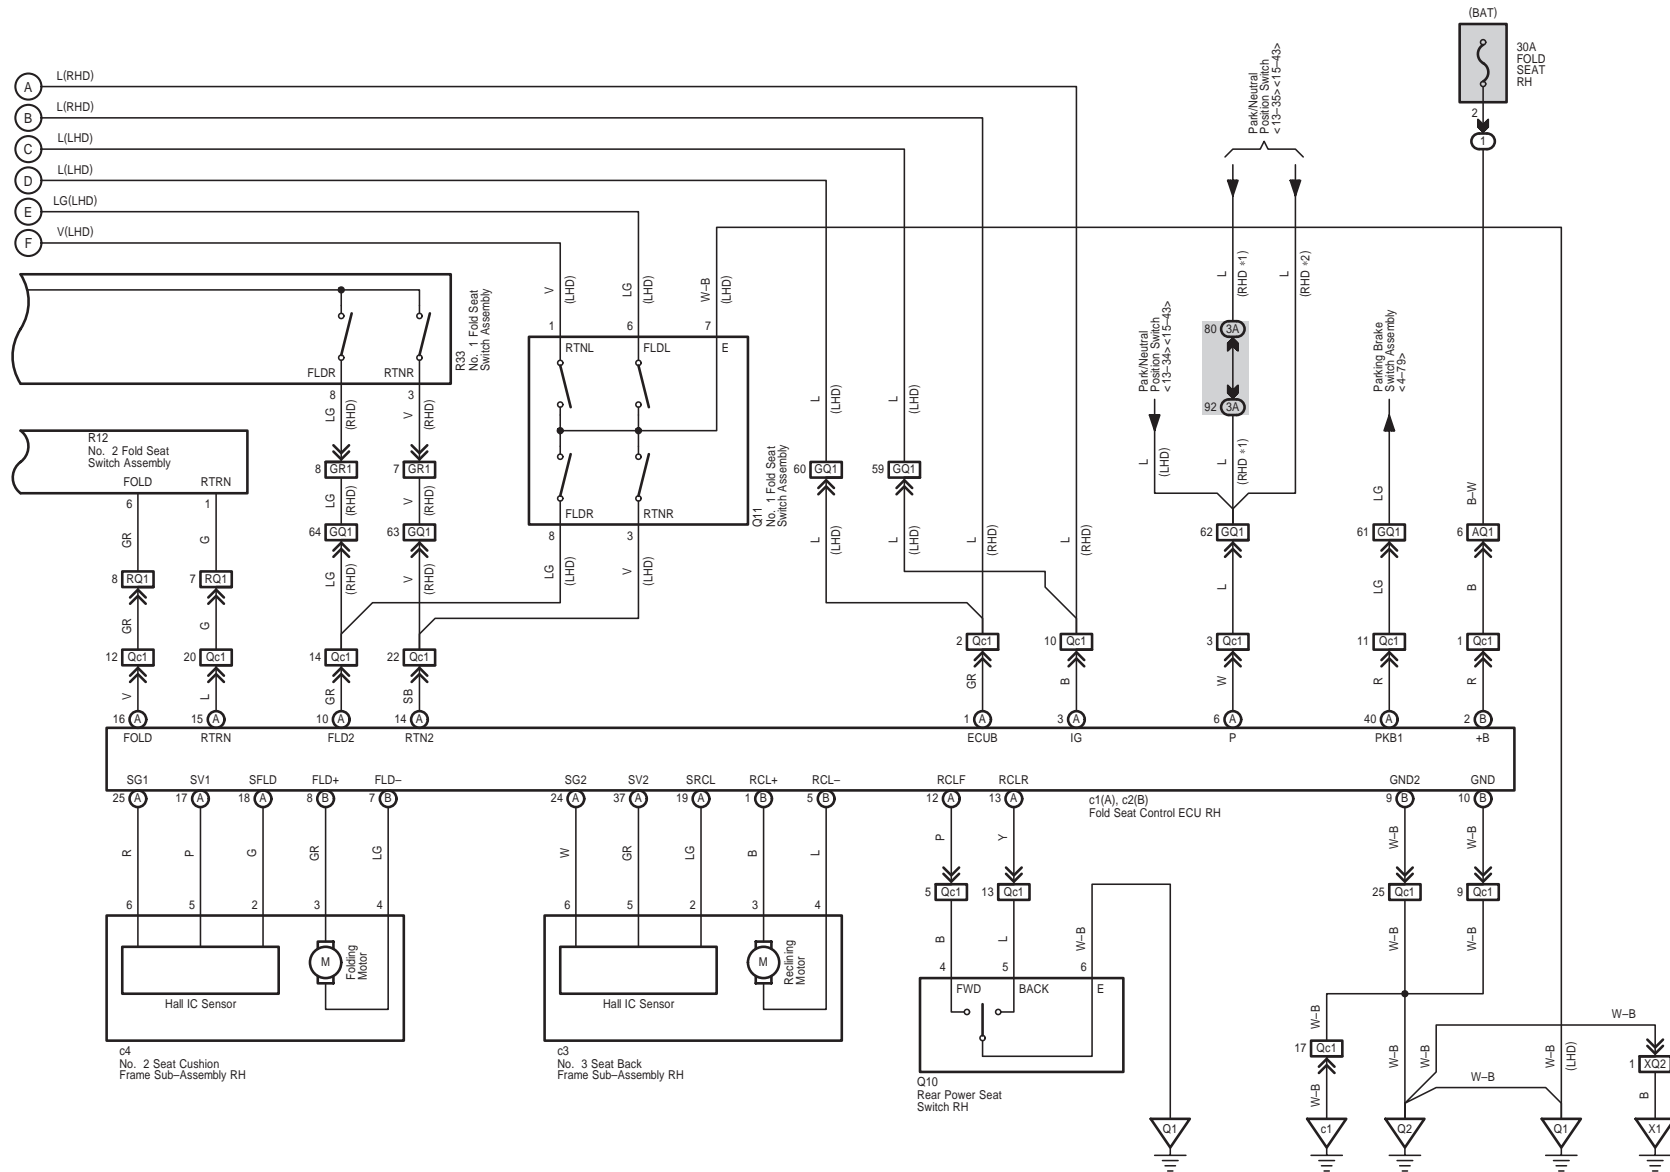 (BAT)
30A
FOLD
SEAT
RH
2
1
A L(RHD)
B L(RHD)
C L(LHD)
D L(LHD)
E LG(LHD)
F V(LHD)
Park/Neutral
Position Switch
<13–35><15–43>
L
(RHD *1)
L
(RHD *2)
V
(LHD)
LG
(LHD)
W–B
(LHD)
1 6 7
RTNL FLDL E
FLDR RTNR
8 3
Q11
No. 1 Fold Seat
Switch Assembly
LG
(LHD)
V
(LHD)
R33
No. 1 Fold Seat
Switch Assembly
FLDR RTNR
8 3
LG
(RHD)
V
(RHD)
8 GR1 7 GR1
LG
(RHD)
V
(RHD)
64 GQ1 63 GQ1
LG
(RHD)
V
(RHD)
14 Qc1 22 Qc1
GR SB
R12
No. 2 Fold Seat
Switch Assembly
FOLD RTRN
6 1
GR G
8 RQ1 7 RQ1
GR G
12 Qc1 20 Qc1
V L
L
(LHD)
L
(LHD)
60 GQ1 59 GQ1
L
(LHD)
L
(LHD)
L
(RHD)
L
(RHD)
2 Qc1 10 Qc1
GR B
80 3A
92 3A
Park/Neutral
Position Switch
<13–34><15–43>
L
(LHD)
L
(RHD *1)
62 GQ1
L
3 Qc1
W
Parking Brake
Switch Assembly
<4–79>
LG
61 GQ1
LG
11 Qc1
R
B–W
6 AQ1
B
1 Qc1
R
16 A 15 A 10 A 14 A 1 A 3 A 6 A 40 A 2 B
FOLD RTRN FLD2 RTN2 ECUB IG P PKB1 +B
SG1 SV1 SFLD FLD+ FLD– SG2 SV2 SRCL RCL+ RCL– RCLF RCLR GND2 GND
25 A 17 A 18 A 8 B 7 B 24 A 37 A 19 A 1 B 5 B 12 A 13 A 9 B 10 B
c1(A), c2(B)
Fold Seat Control ECU RH
R P G GR LG W GR LG B L P Y W–B W–B
5 Qc1 13 Qc1 25 Qc1 9 Qc1
6 5 2 3 4 6 5 2 3 4
B L W–B W–B W–B
M
Folding
Motor
Hall IC Sensor
c4
No. 2 Seat Cushion
Frame Sub–Assembly RH
M
Reclining
Motor
Hall IC Sensor
c3
No. 3 Seat Back
Frame Sub–Assembly RH
4 5 6
FWD BACK E
Q10
Rear Power Seat
Switch RH
W–B
17 Qc1
W–B
W–B
W–B
W–B
W–B
W–B
(LHD)
1 XQ2
B
Q1 c1 Q2 Q1 X1